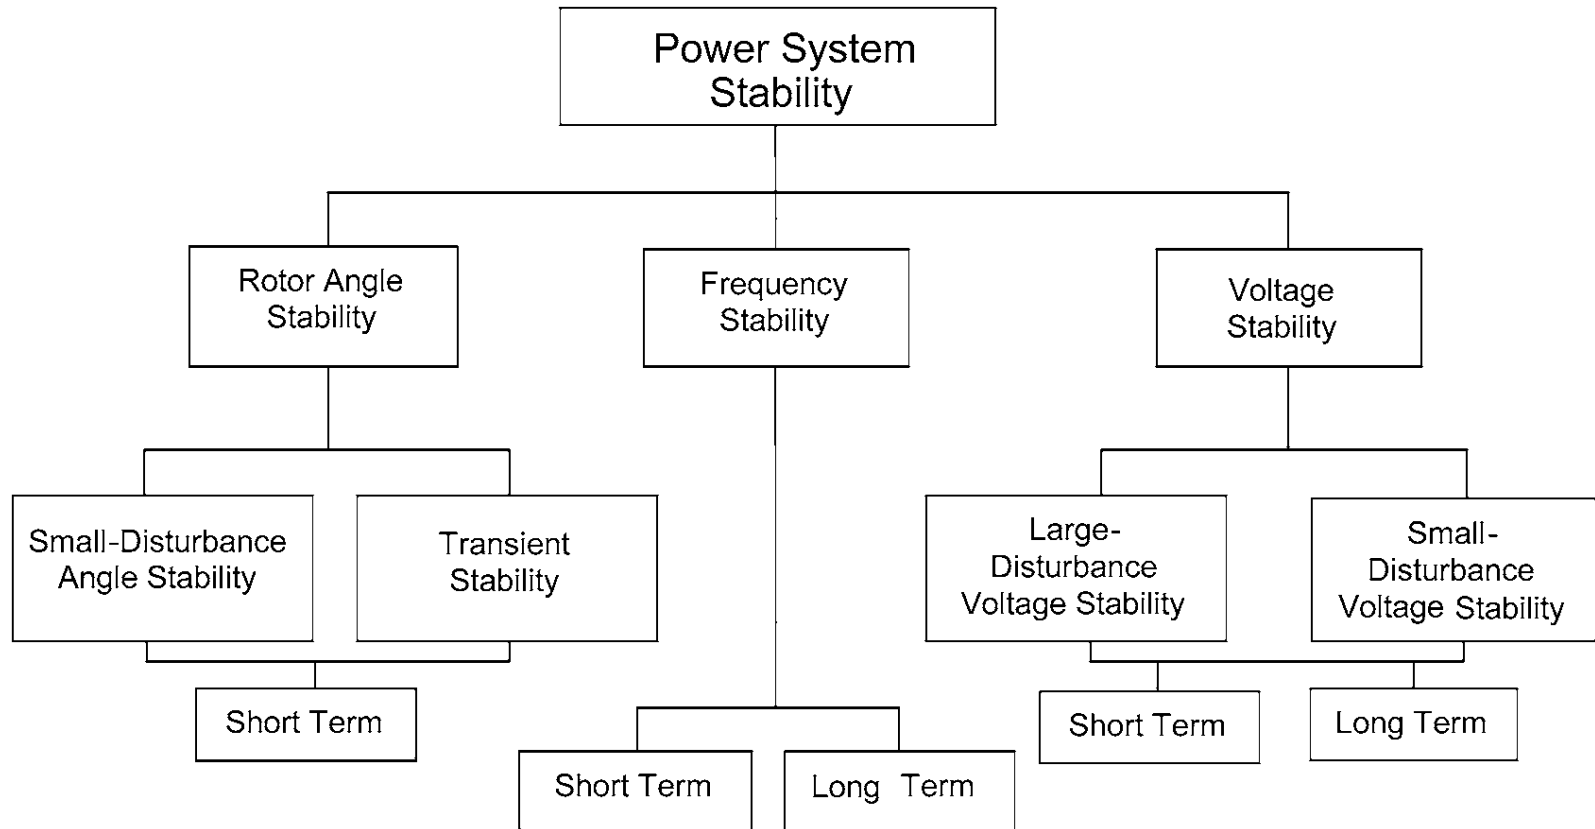 Power System
Stability
Rotor Angle
Stability
Frequency
Stability
Voltage
Stability
Small-Disturbance
Angle Stability
Transient
Stability
Large-
Disturbance
Voltage Stability
Small-
Disturbance
Voltage Stability
Short Term
Short Term
Long Term
Short Term
Long Term